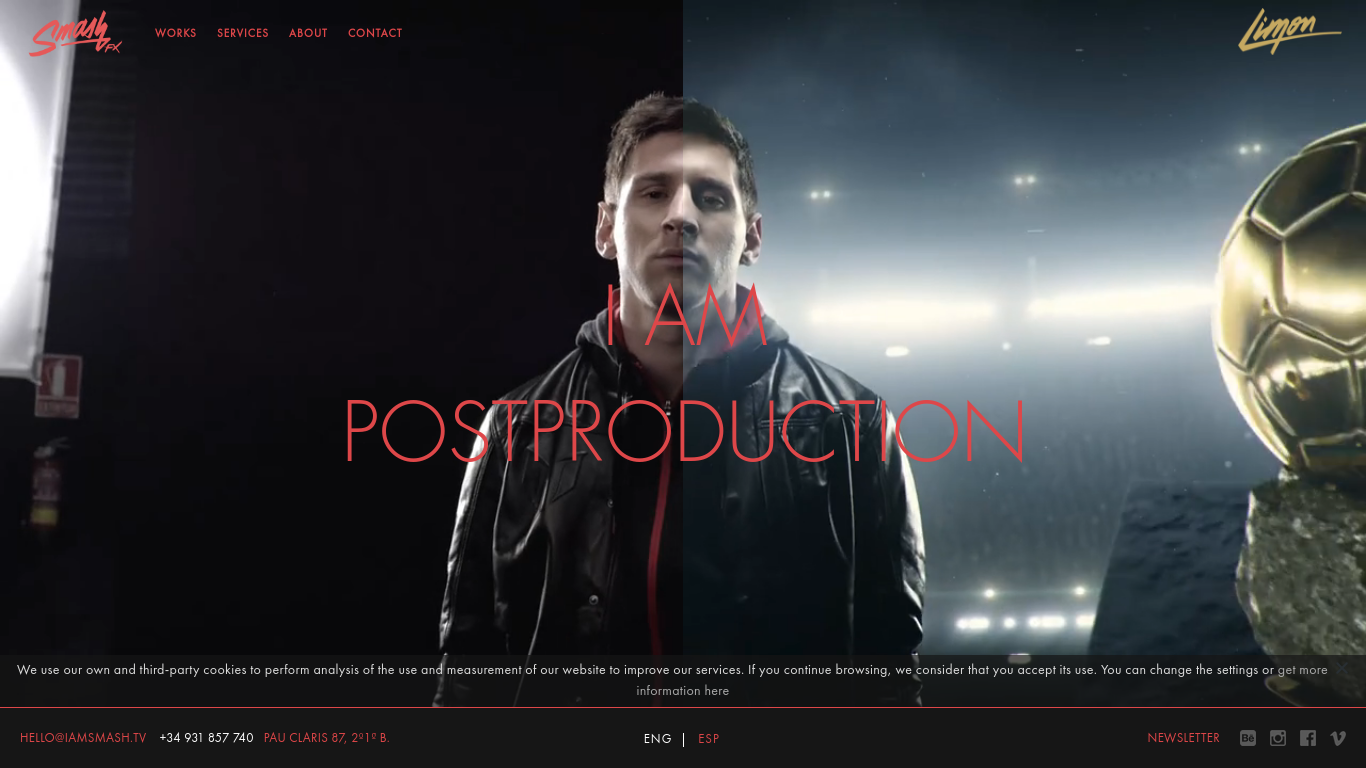 Smash FX
WORKS SERVICES ABOUT CONTACT
Limon
I AM
POSTPRODUCTION
We use our own and third-party cookies to perform analysis of the use and measurement of our website to improve our services. If you continue browsing, we consider that you accept its use. You can change the settings or get more
information here
HELLO@IAMSMASH.TV +34 931 857 740 PAU CLARIS 87, 2º1º B.
ENG | ESP
NEWSLETTER Bē